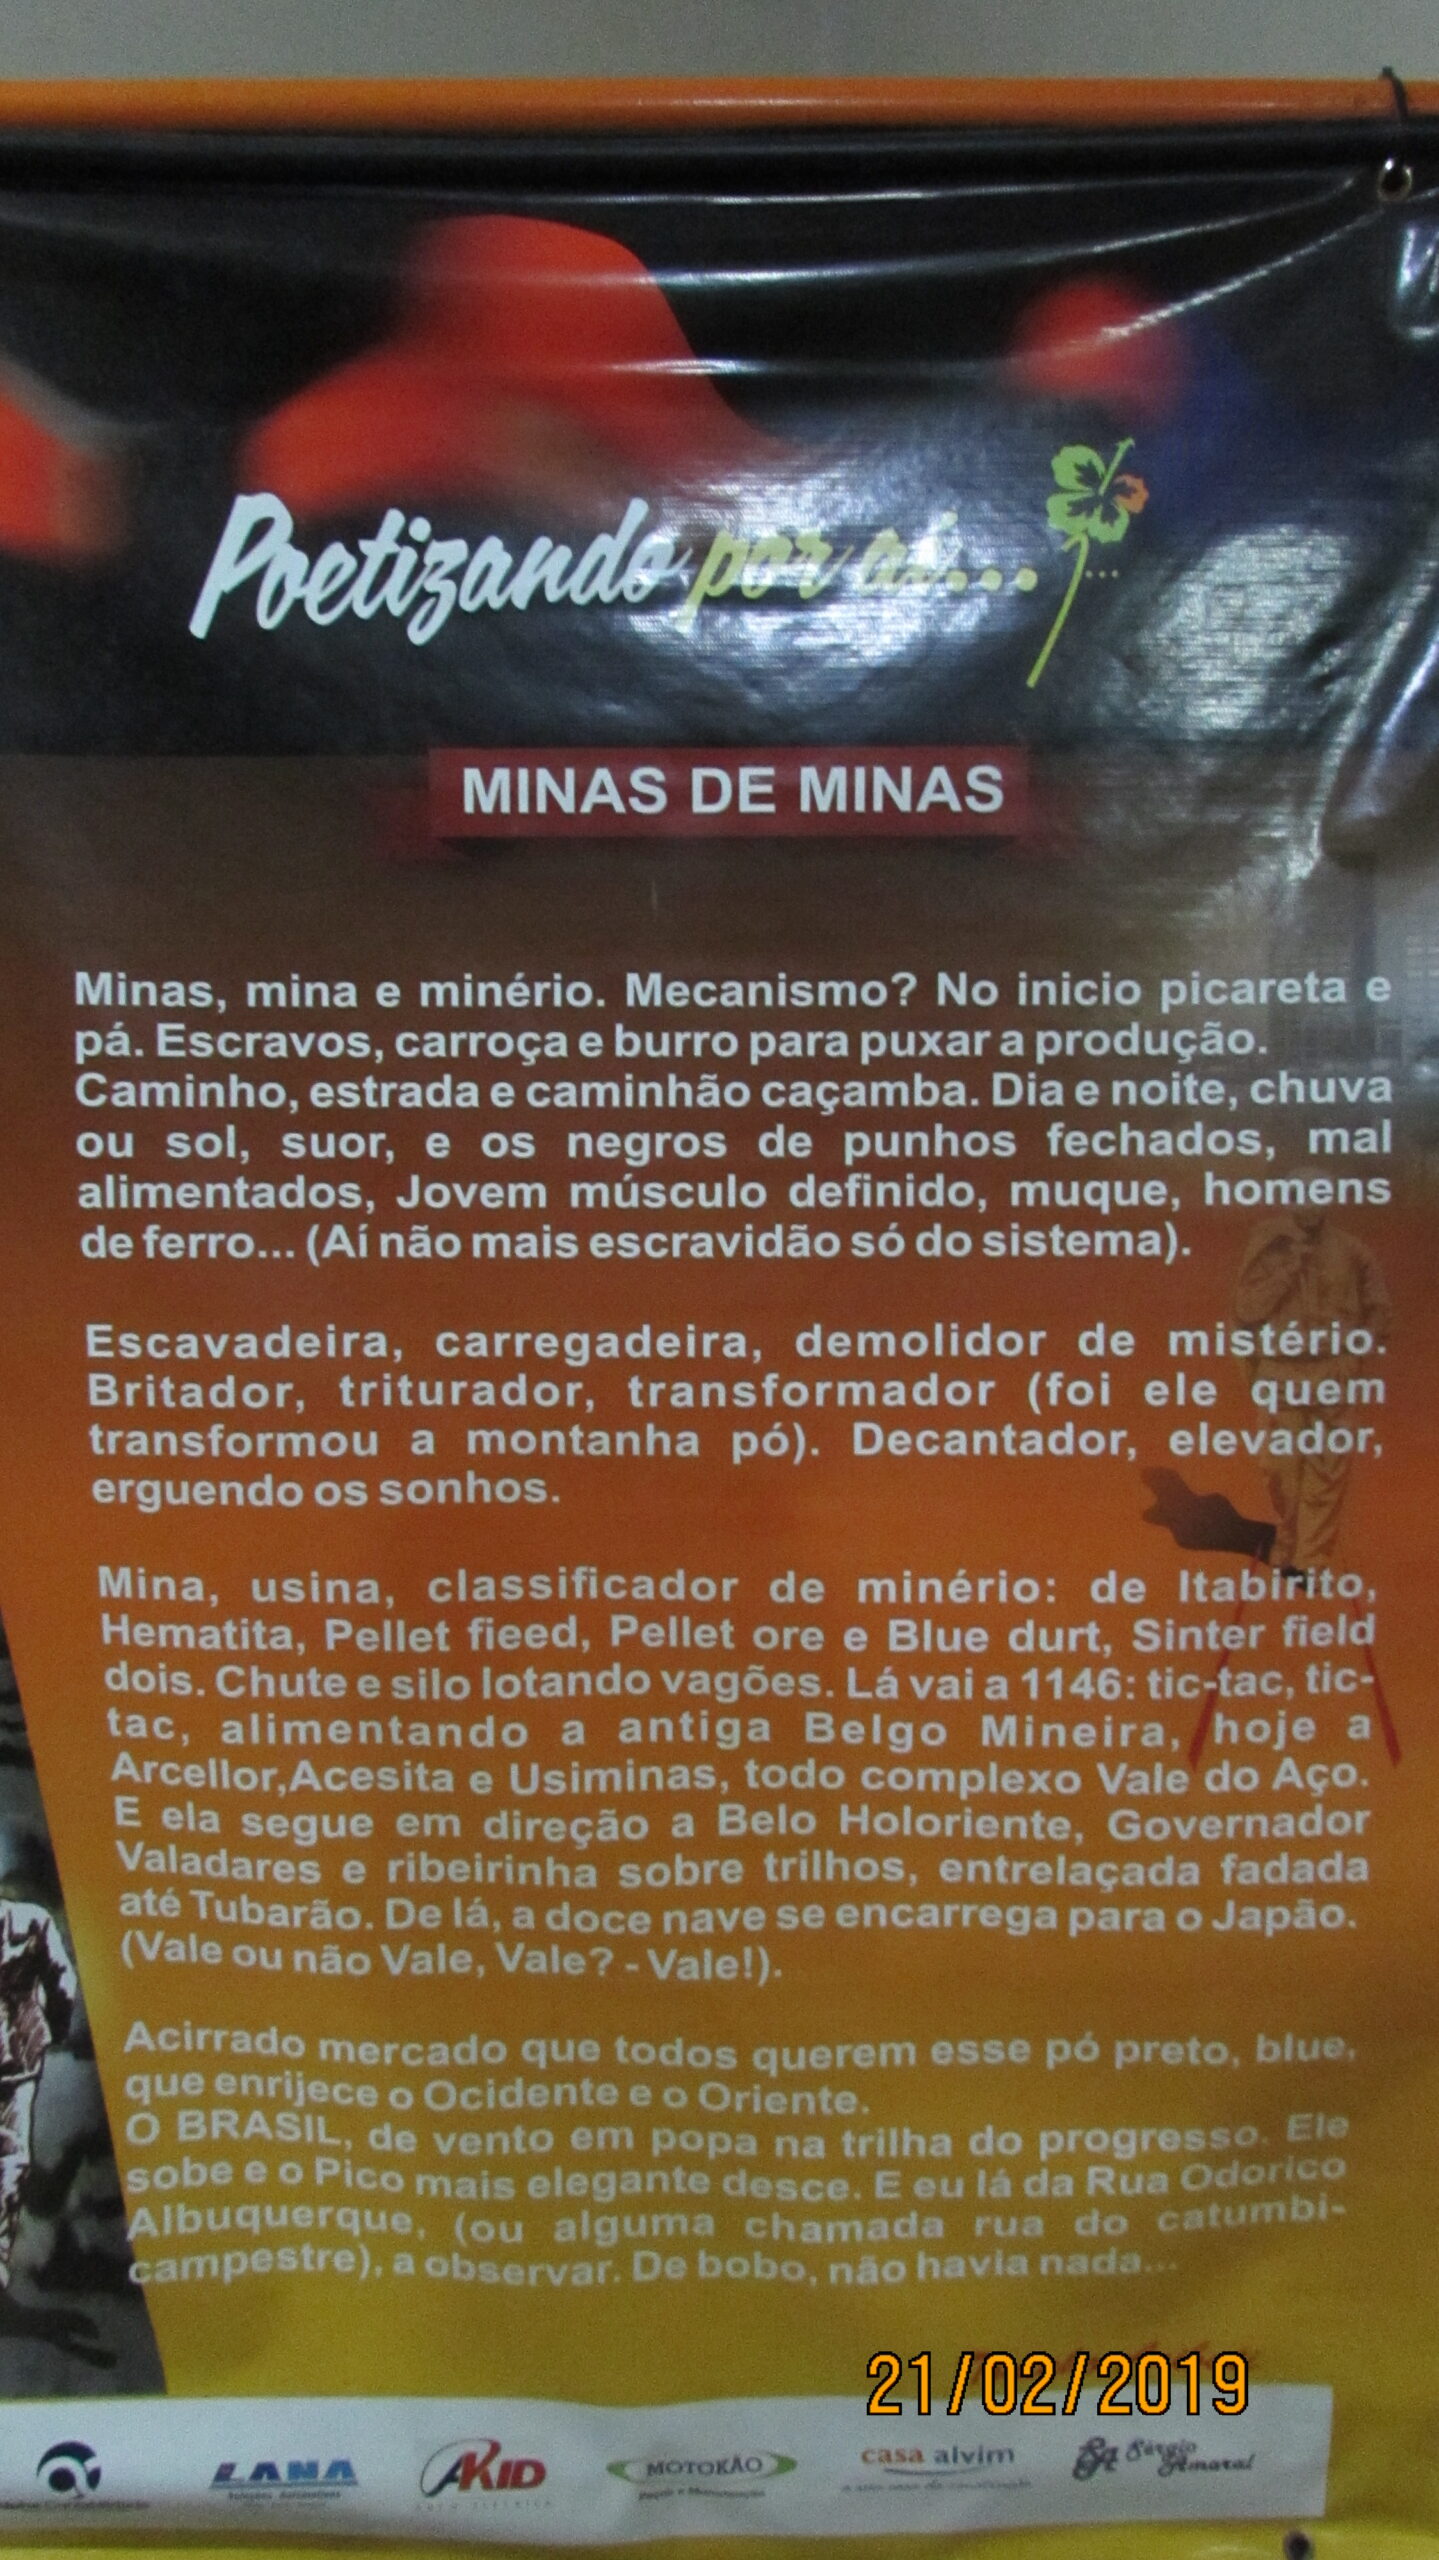 Poetizando por aí...
MINAS DE MINAS
Minas, mina e minério. Mecanismo? No inicio picareta e
pá. Escravos, carroça e burro para puxar a produção.
Caminho, estrada e caminhão caçamba. Dia e noite, chuva
ou sol, suor, e os negros de punhos fechados, mal
alimentados, Jovem músculo definido, muque, homens
de ferro... (Aí não mais escravidão só do sistema).
Escavadeira, carregadeira, demolidor de mistério.
Britador, triturador, transformador (foi ele quem
transformou a montanha pó). Decantador, elevador,
erguendo os sonhos.
Mina, usina, classificador de minério: de Itabirito,
Hematita, Pellet fieed, Pellet ore e Blue durt, Sinter field
dois. Chute e silo lotando vagões. Lá vai a 1146: tic-tac, tic-
tac, alimentando a antiga Belgo Mineira, hoje a
Arcellor,Acesita e Usiminas, todo complexo Vale do Aço.
E ela segue em direção a Belo Holoriente, Governador
Valadares e ribeirinha sobre trilhos, entrelaçada fadada
até Tubarão. De lá, a doce nave se encarrega para o Japão.
(Vale ou não Vale, Vale? - Vale!).
Acirrado mercado que todos querem esse pó preto, blue,
que enrijece o Ocidente e o Oriente.
O BRASIL, de vento em popa na trilha do progresso. Ele
sobe e o Pico mais elegante desce. E eu lá da Rua Odorico
Albuquerque, (ou alguma chamada rua do catumbi-
campestre), a observar. De bobo, não havia nada...
21/02/2019
LANA
AKID
MOTOKÃO
casa alvim
SA Sérgio Amaral